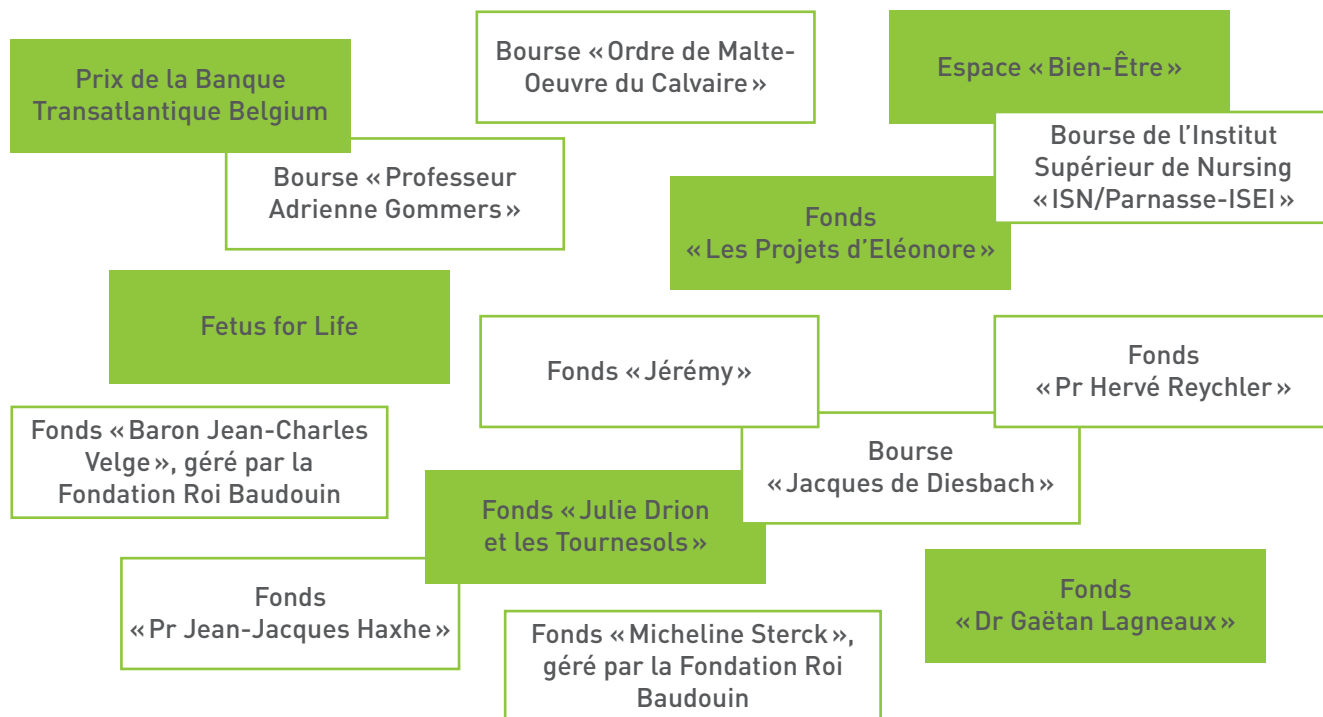 Prix de la Banque
Transatlantique Belgium
Bourse «Ordre de Malte-
Oeuvre du Calvaire»
Espace «Bien-Être»
Bourse «Professeur
Adrienne Gommers»
Bourse de l'Institut
Supérieur de Nursing
«ISN/Parnasse-ISEI»
Fonds
«Les Projets d'Eléonore»
Fetus for Life
Fonds «Jérémy»
Fonds
«Pr Hervé Reychler»
Fonds «Baron Jean-Charles
Velge», géré par la
Fondation Roi Baudouin
Bourse
«Jacques de Diesbach»
Fonds «Julie Drion
et les Tournesols»
Fonds
«Pr Jean-Jacques Haxhe»
Fonds «Micheline Sterck»,
géré par la Fondation Roi
Baudouin
Fonds
«Dr Gaëtan Lagneaux»